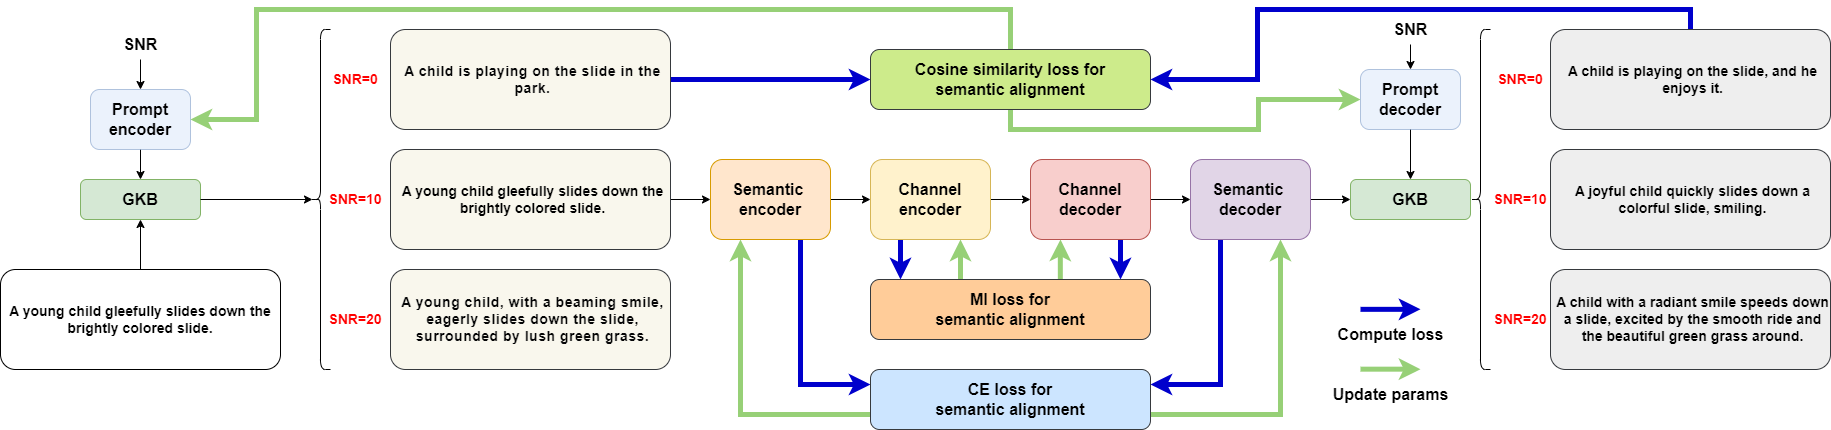 SNR
Prompt
encoder
GKB
A young child gleefully slides down the
brightly colored slide.
SNR=0
A child is playing on the slide in the
park.
SNR=10
A young child gleefully slides down the
brightly colored slide.
SNR=20
A young child, with a beaming smile,
eagerly slides down the slide,
surrounded by lush green grass.
Cosine similarity loss for
semantic alignment
Semantic
encoder
Channel
encoder
Channel
decoder
Semantic
decoder
MI loss for
semantic alignment
CE loss for
semantic alignment
SNR
Prompt
decoder
GKB
Compute loss
Update params
SNR=0
A child is playing on the slide, and he
enjoys it.
SNR=10
A joyful child quickly slides down a
colorful slide, smiling.
SNR=20
A child with a radiant smile speeds down
a slide, excited by the smooth ride and
the beautiful green grass around.